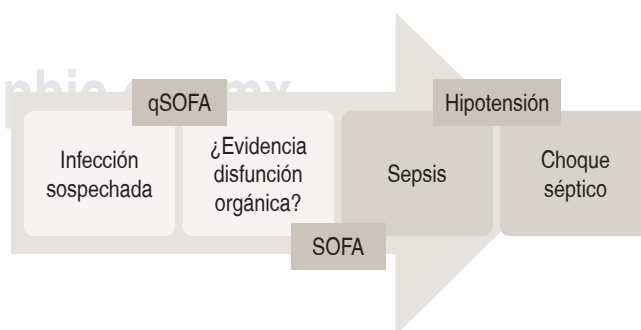 qSOFA
Hipotensión
Infección
sospechada
¿Evidencia
disfunción
orgánica?
Sepsis
Choque
séptico
SOFA